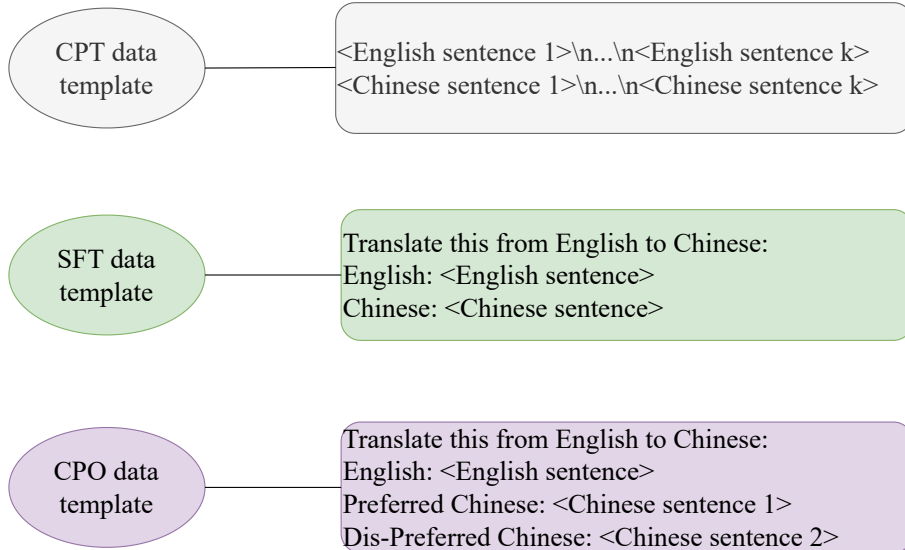 CPT data
template
<English sentence 1>\n...\n<English sentence k>
<Chinese sentence 1>\n...\n<Chinese sentence k>
SFT data
template
Translate this from English to Chinese:
English: <English sentence>
Chinese: <Chinese sentence>
CPO data
template
Translate this from English to Chinese:
English: <English sentence>
Preferred Chinese: <Chinese sentence 1>
Dis-Preferred Chinese: <Chinese sentence 2>